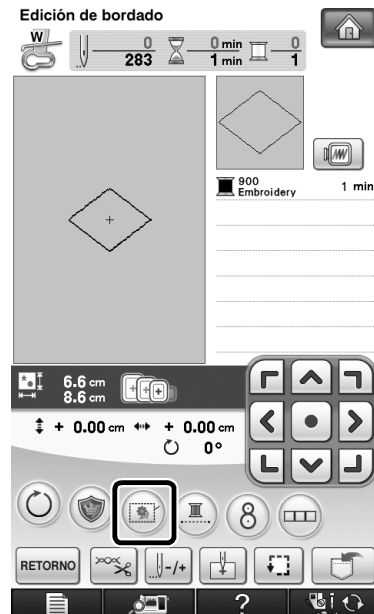 Edición de bordado
W
0
283
0 min
1 min
0
1
900
Embroidery
1 min
6.6 cm
8.6 cm
+ 0.00 cm
+ 0.00 cm
0°
8
RETORNO
-/+
?